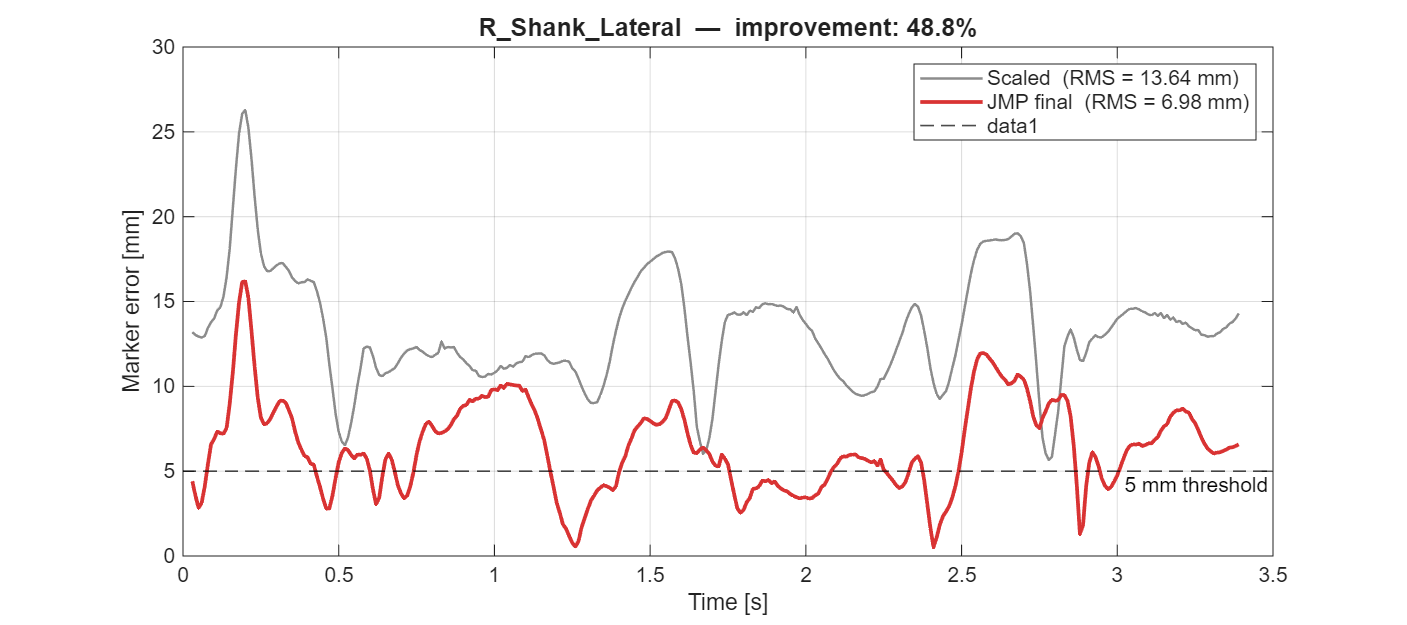 R_Shank_Lateral — improvement: 48.8%
30
25
20
15
10
5
0
Marker error [mm]
Scaled (RMS = 13.64 mm)
JMP final (RMS = 6.98 mm)
data1
5 mm threshold
0 0.5 1 1.5 2 2.5 3 3.5
Time [s]